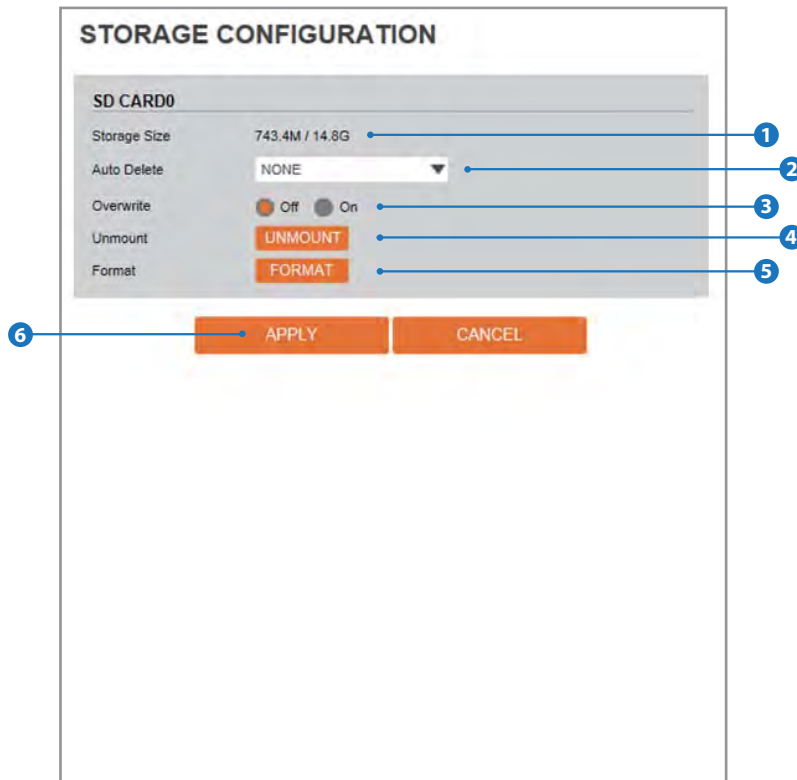 STORAGE CONFIGURATION
SD CARD0
Storage Size 743.4M / 14.8G 1
Auto Delete NONE 2
Overwrite Off On 3
Unmount UNMOUNT 4
Format FORMAT 5
6 APPLY CANCEL